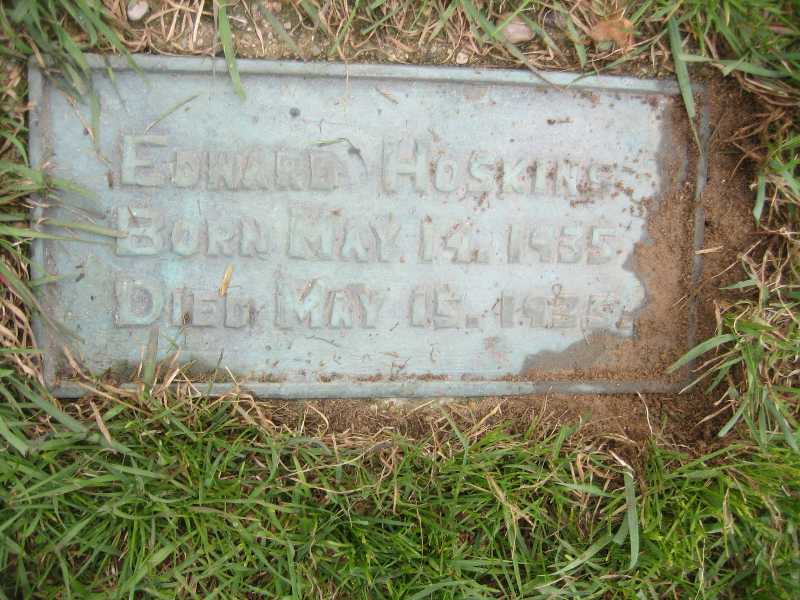 EDWARD HOSKINS
BORN MAY 14. 1935
DIED MAY 15. 1935.